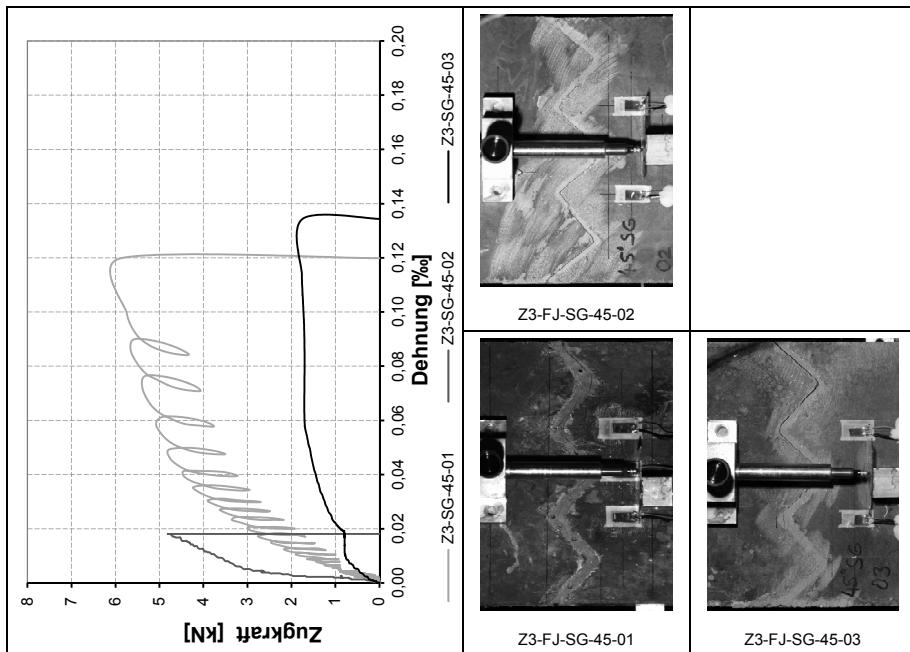 8
7
6
5
4
3
2
1
0
Zugkraft [kN]
0,00
0,02
0,04
0,06
0,08
0,10
0,12
0,14
0,16
0,18
0,20
Dehnung [‰]
Z3-SG-45-01
Z3-SG-45-02
Z3-SG-45-03
45° SG
02
Z3-FJ-SG-45-02
Z3-FJ-SG-45-01
45° SG
03
Z3-FJ-SG-45-03